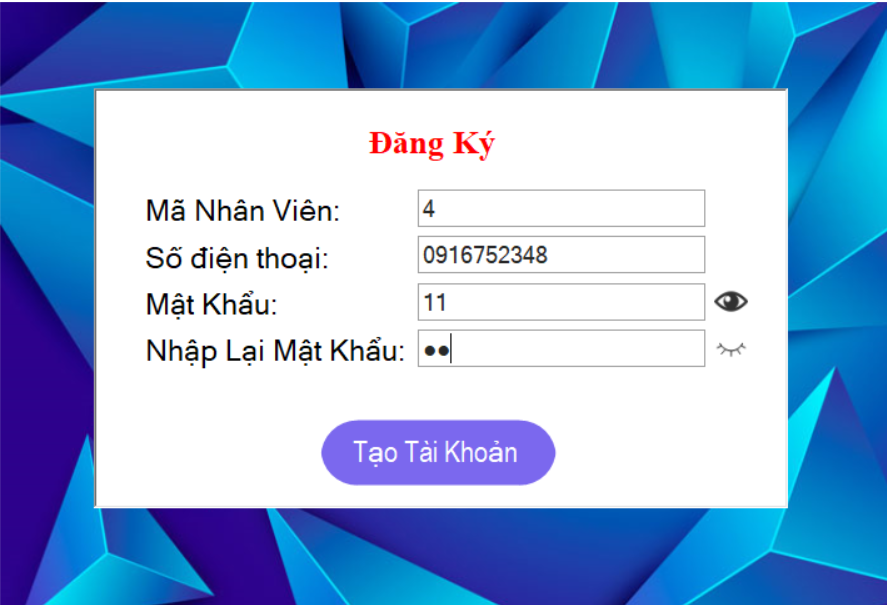 Đăng Ký
Mã Nhân Viên: 4
Số điện thoại: 0916752348
Mật Khẩu: 11
Nhập Lại Mật Khẩu: ●●
Tạo Tài Khoản